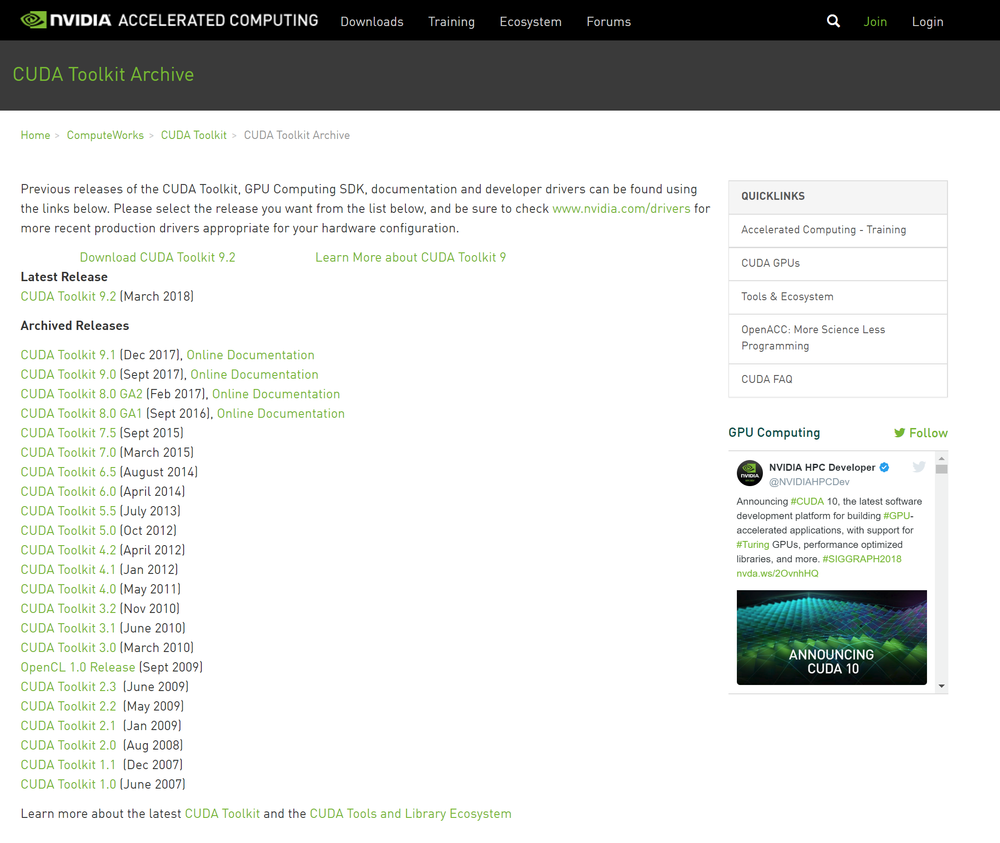 NVIDIA ACCELERATED COMPUTING Downloads Training Ecosystem Forums Join Login
CUDA Toolkit Archive
Home > ComputeWorks > CUDA Toolkit > CUDA Toolkit Archive
Previous releases of the CUDA Toolkit, GPU Computing SDK, documentation and developer drivers can be found using
the links below. Please select the release you want from the list below, and be sure to check www.nvidia.com/drivers for
more recent production drivers appropriate for your hardware configuration.
Download CUDA Toolkit 9.2 Learn More about CUDA Toolkit 9
Latest Release
CUDA Toolkit 9.2 (March 2018)
Archived Releases
CUDA Toolkit 9.1 (Dec 2017), Online Documentation
CUDA Toolkit 9.0 (Sept 2017), Online Documentation
CUDA Toolkit 8.0 GA2 (Feb 2017), Online Documentation
CUDA Toolkit 8.0 GA1 (Sept 2016), Online Documentation
CUDA Toolkit 7.5 (Sept 2015)
CUDA Toolkit 7.0 (March 2015)
CUDA Toolkit 6.5 (August 2014)
CUDA Toolkit 6.0 (April 2014)
CUDA Toolkit 5.5 (July 2013)
CUDA Toolkit 5.0 (Oct 2012)
CUDA Toolkit 4.2 (April 2012)
CUDA Toolkit 4.1 (Jan 2012)
CUDA Toolkit 4.0 (May 2011)
CUDA Toolkit 3.2 (Nov 2010)
CUDA Toolkit 3.1 (June 2010)
CUDA Toolkit 3.0 (March 2010)
OpenCL 1.0 Release (Sept 2009)
CUDA Toolkit 2.3 (June 2009)
CUDA Toolkit 2.2 (May 2009)
CUDA Toolkit 2.1 (Jan 2009)
CUDA Toolkit 2.0 (Aug 2008)
CUDA Toolkit 1.1 (Dec 2007)
CUDA Toolkit 1.0 (June 2007)
Learn more about the latest CUDA Toolkit and the CUDA Tools and Library Ecosystem
QUICKLINKS
Accelerated Computing - Training
CUDA GPUs
Tools & Ecosystem
OpenACC: More Science Less
Programming
CUDA FAQ
GPU Computing Follow
NVIDIA
HPC DEV
NVIDIA HPC Developer
@NVIDIAHPCDev
Announcing #CUDA 10, the latest software
development platform for building #GPU-
accelerated applications, with support for
#Turing GPUs, performance optimized
libraries, and more. #SIGGRAPH2018
nvda.ws/2OvnhHQ
ANNOUNCING
CUDA 10